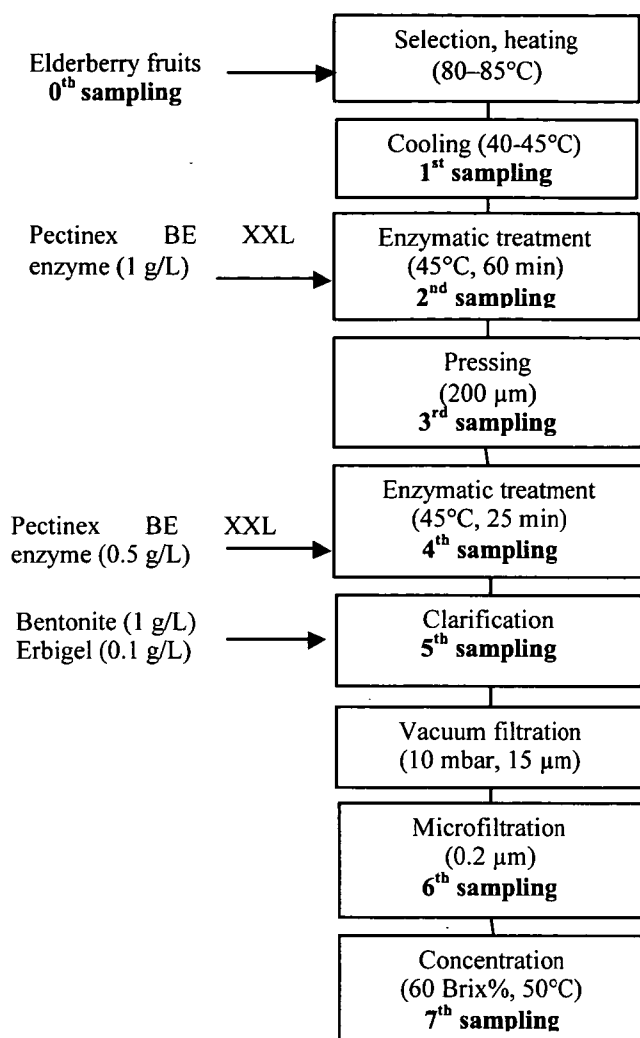 Selection, heating
(80–85°C)
Elderberry fruits
0th sampling
Cooling (40-45°C)
1st sampling
Pectinex BE XXL
enzyme (1 g/L)
Enzymatic treatment
(45°C, 60 min)
2nd sampling
Pressing
(200 µm)
3rd sampling
Pectinex BE XXL
enzyme (0.5 g/L)
Enzymatic treatment
(45°C, 25 min)
4th sampling
Bentonite (1 g/L)
Erbigel (0.1 g/L)
Clarification
5th sampling
Vacuum filtration
(10 mbar, 15 µm)
Microfiltration
(0.2 µm)
6th sampling
Concentration
(60 Brix%, 50°C)
7th sampling